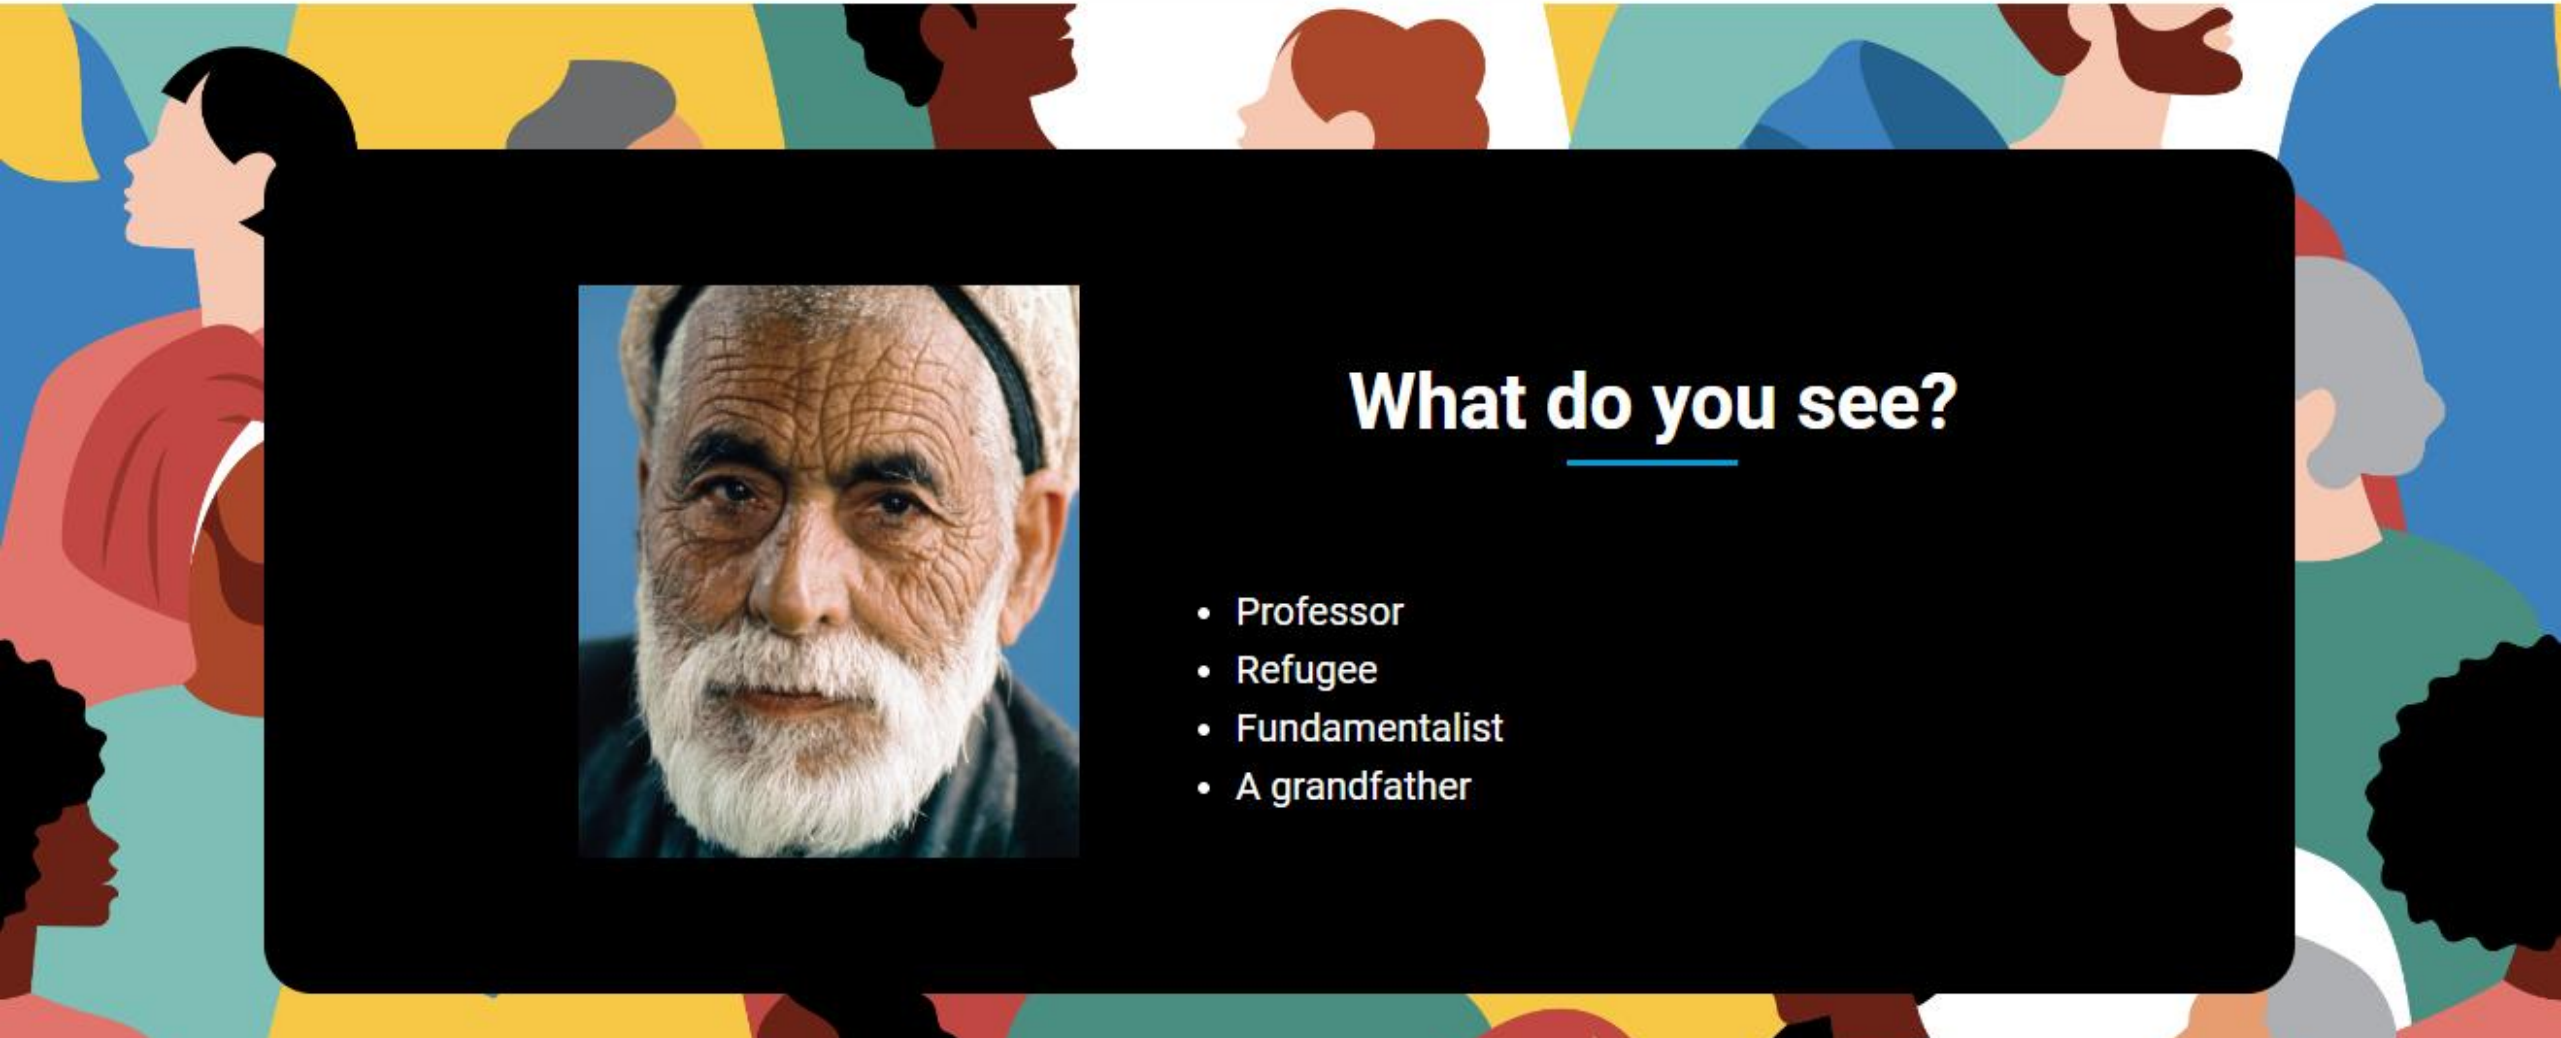 What do you see?
Professor
Refugee
Fundamentalist
A grandfather